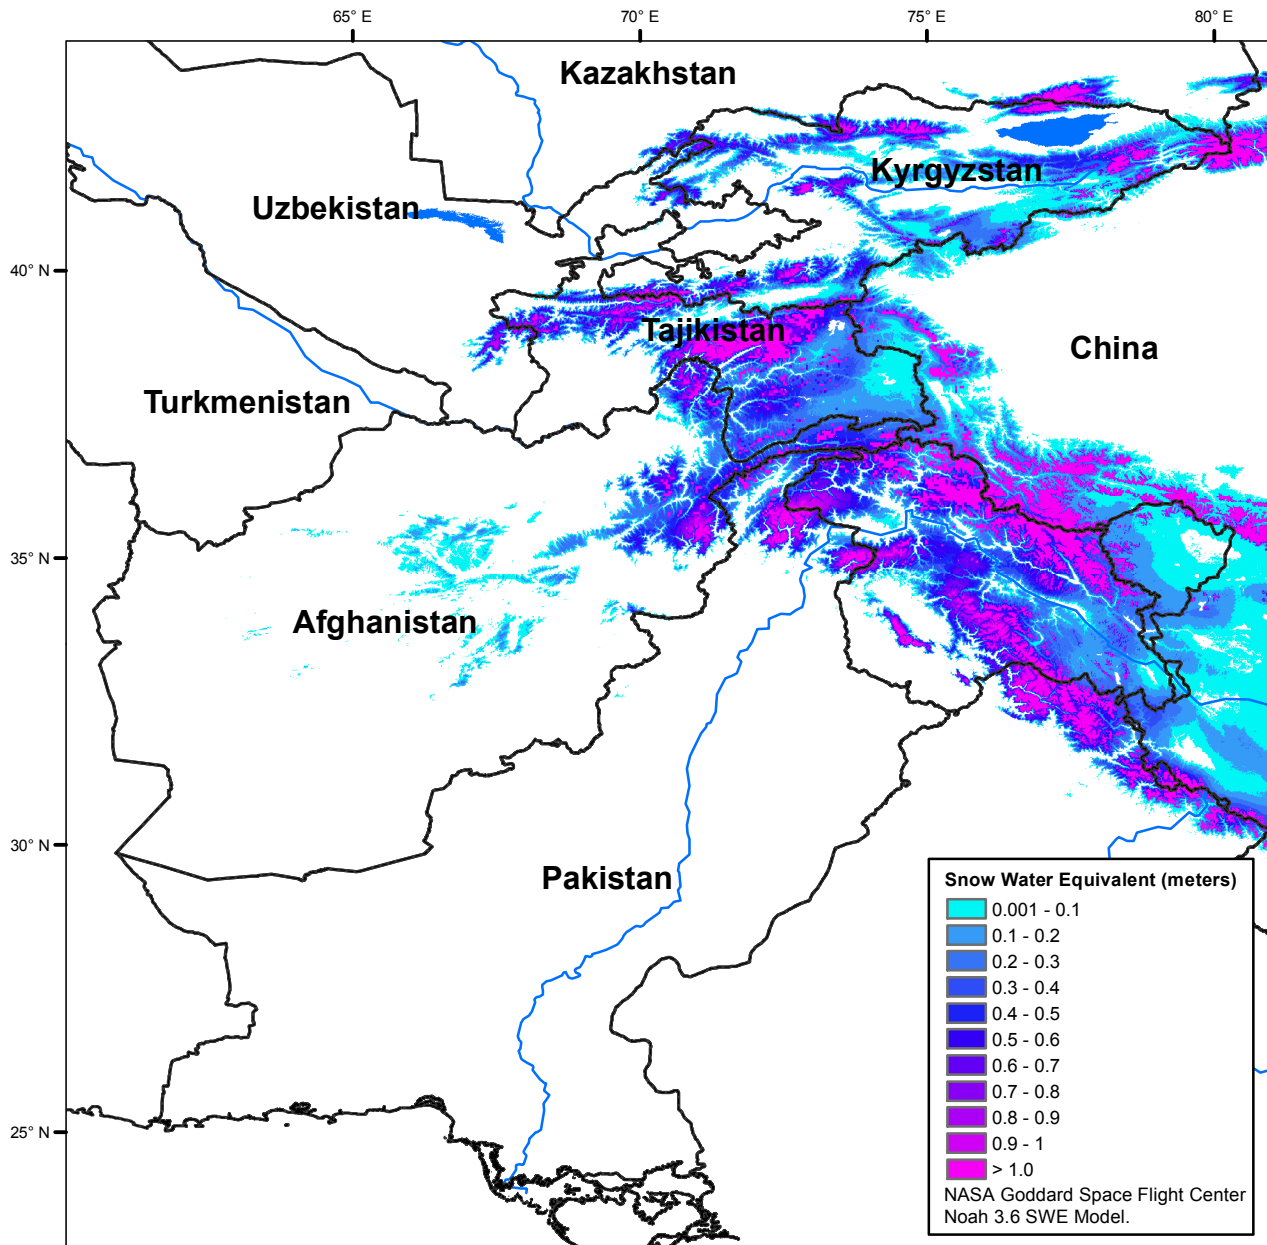 65° E
70° E
75° E
80° E
Kazakhstan
Kyrgyzstan
Uzbekistan
40° N
Tajikistan
China
Turkmenistan
35° N
Afghanistan
30° N
Pakistan
25° N
Snow Water Equivalent (meters)
0.001 - 0.1
0.1 - 0.2
0.2 - 0.3
0.3 - 0.4
0.4 - 0.5
0.5 - 0.6
0.6 - 0.7
0.7 - 0.8
0.8 - 0.9
0.9 - 1
> 1.0
NASA Goddard Space Flight Center
Noah 3.6 SWE Model.